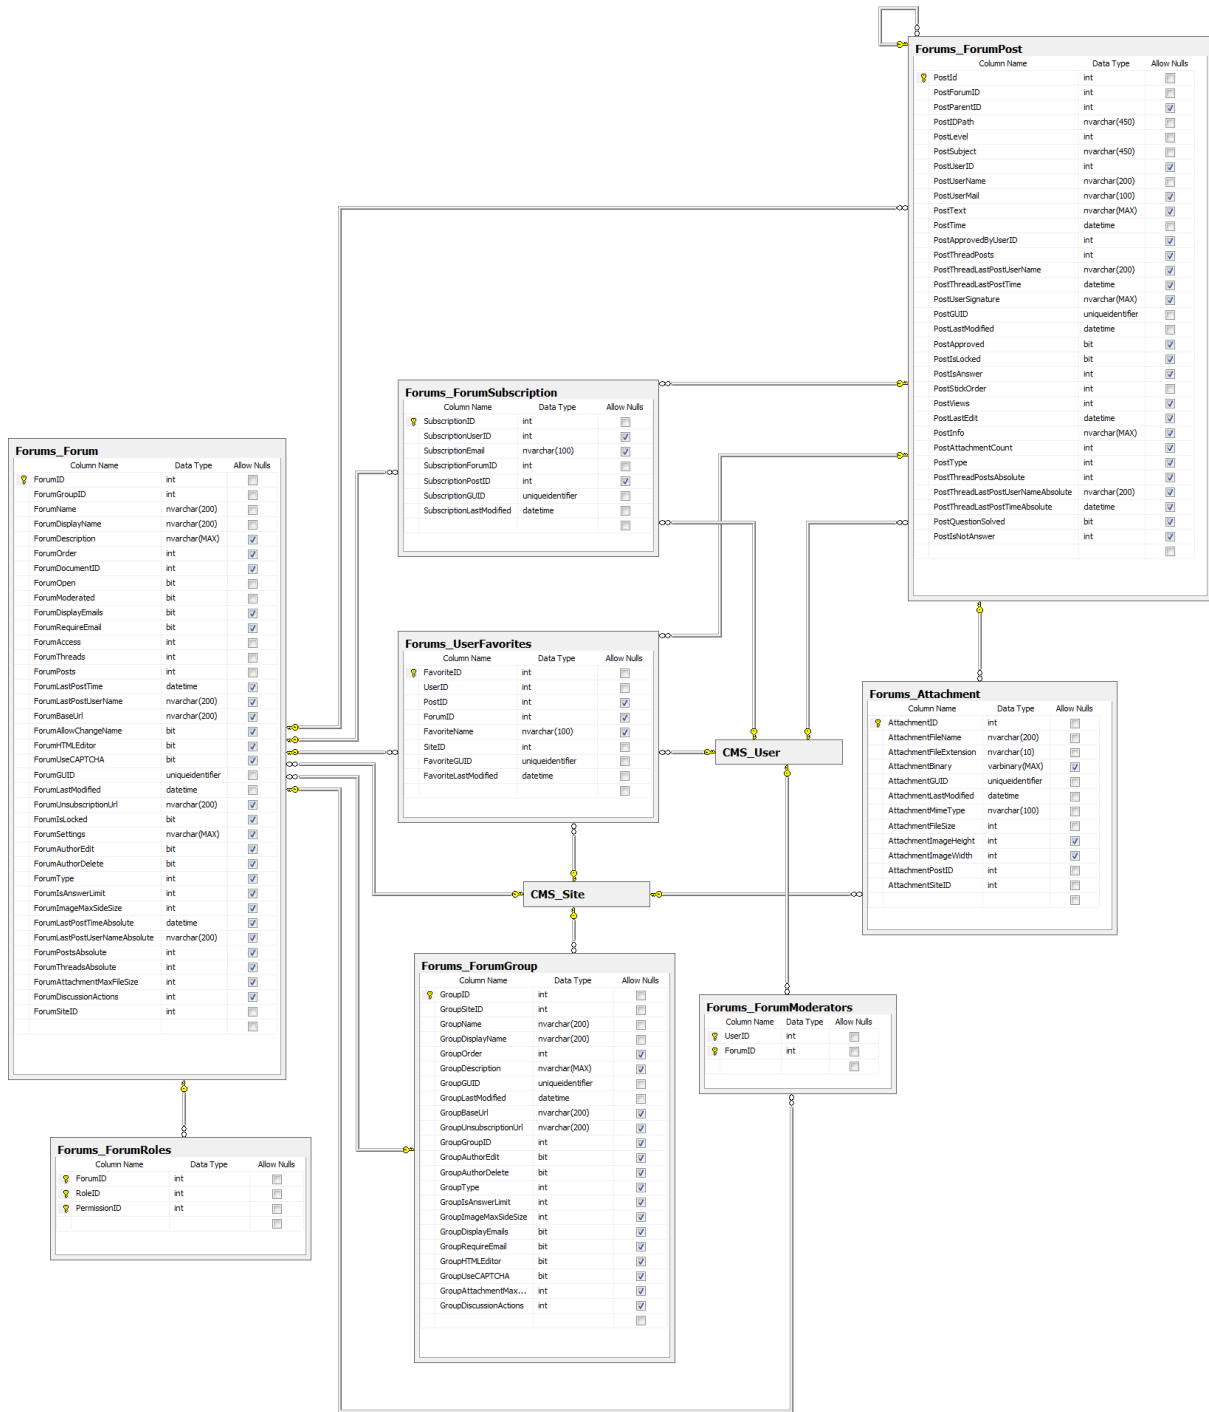 Forums_ForumPost
Column Name Data Type Allow Nulls
PostId int
PostForumID int
PostParentID int
PostIDPath nvarchar(450)
PostLevel int
PostSubject nvarchar(450)
PostUserID int
PostUserName nvarchar(200)
PostUserMail nvarchar(100)
PostText nvarchar(MAX)
PostTime datetime
PostApprovedByUserID int
PostThreadPosts int
PostThreadLastPostUserName nvarchar(200)
PostThreadLastPostTime datetime
PostUserSignature nvarchar(MAX)
PostGUID uniqueidentifier
PostLastModified datetime
PostApproved bit
PostIsLocked bit
PostIsAnswer int
PostStickOrder int
PostViews int
PostLastEdit datetime
PostInfo nvarchar(MAX)
PostAttachmentCount int
PostType int
PostThreadPostsAbsolute int
PostThreadLastPostUserNameAbsolute nvarchar(200)
PostThreadLastPostTimeAbsolute datetime
PostQuestionSolved bit
PostIsNotAnswer int
Forums_ForumSubscription
Column Name Data Type Allow Nulls
SubscriptionID int
SubscriptionUserID int
SubscriptionEmail nvarchar(100)
SubscriptionForumID int
SubscriptionPostID int
SubscriptionGUID uniqueidentifier
SubscriptionLastModified datetime
Forums_Forum
Column Name Data Type Allow Nulls
ForumID int
ForumGroupID int
ForumName nvarchar(200)
ForumDisplayName nvarchar(200)
ForumDescription nvarchar(MAX)
ForumOrder int
ForumDocumentID int
ForumOpen bit
ForumModerated bit
ForumDisplayEmails bit
ForumRequireEmail bit
ForumAccess int
ForumThreads int
ForumPosts int
ForumLastPostTime datetime
ForumLastPostUserName nvarchar(200)
ForumBaseUrl nvarchar(200)
ForumAllowChangeName bit
ForumHTMLEditor bit
ForumUseCAPTCHA bit
ForumGUID uniqueidentifier
ForumLastModified datetime
ForumUnsubscriptionUrl nvarchar(200)
ForumIsLocked bit
ForumSettings nvarchar(MAX)
ForumAuthorEdit bit
ForumAuthorDelete bit
ForumType int
ForumIsAnswerLimit int
ForumImageMaxSideSize int
ForumLastPostTimeAbsolute datetime
ForumLastPostUserNameAbsolute nvarchar(200)
ForumPostsAbsolute int
ForumThreadsAbsolute int
ForumAttachmentMaxFileSize int
ForumDiscussionActions int
ForumSiteID int
Forums_UserFavorites
Column Name Data Type Allow Nulls
FavoriteID int
UserID int
PostID int
ForumID int
FavoriteName nvarchar(100)
SiteID int
FavoriteGUID uniqueidentifier
FavoriteLastModified datetime
CMS_User
Forums_Attachment
Column Name Data Type Allow Nulls
AttachmentID int
AttachmentFileName nvarchar(200)
AttachmentFileExtension nvarchar(10)
AttachmentBinary varbinary(MAX)
AttachmentGUID uniqueidentifier
AttachmentLastModified datetime
AttachmentMimeType nvarchar(100)
AttachmentFileSize int
AttachmentImageHeight int
AttachmentImageWidth int
AttachmentPostID int
AttachmentSiteID int
CMS_Site
Forums_ForumGroup
Column Name Data Type Allow Nulls
GroupID int
GroupSiteID int
GroupName nvarchar(200)
GroupDisplayName nvarchar(200)
GroupOrder int
GroupDescription nvarchar(MAX)
GroupGUID uniqueidentifier
GroupLastModified datetime
GroupBaseUrl nvarchar(200)
GroupUnsubscriptionUrl nvarchar(200)
GroupGroupID int
GroupAuthorEdit bit
GroupAuthorDelete bit
GroupType int
GroupIsAnswerLimit int
GroupImageMaxSideSize int
GroupDisplayEmails bit
GroupRequireEmail bit
GroupHTMLEditor bit
GroupUseCAPTCHA bit
GroupAttachmentMax... int
GroupDiscussionActions int
Forums_ForumModerators
Column Name Data Type Allow Nulls
UserID int
ForumID int
Forums_ForumRoles
Column Name Data Type Allow Nulls
ForumID int
RoleID int
PermissionID int